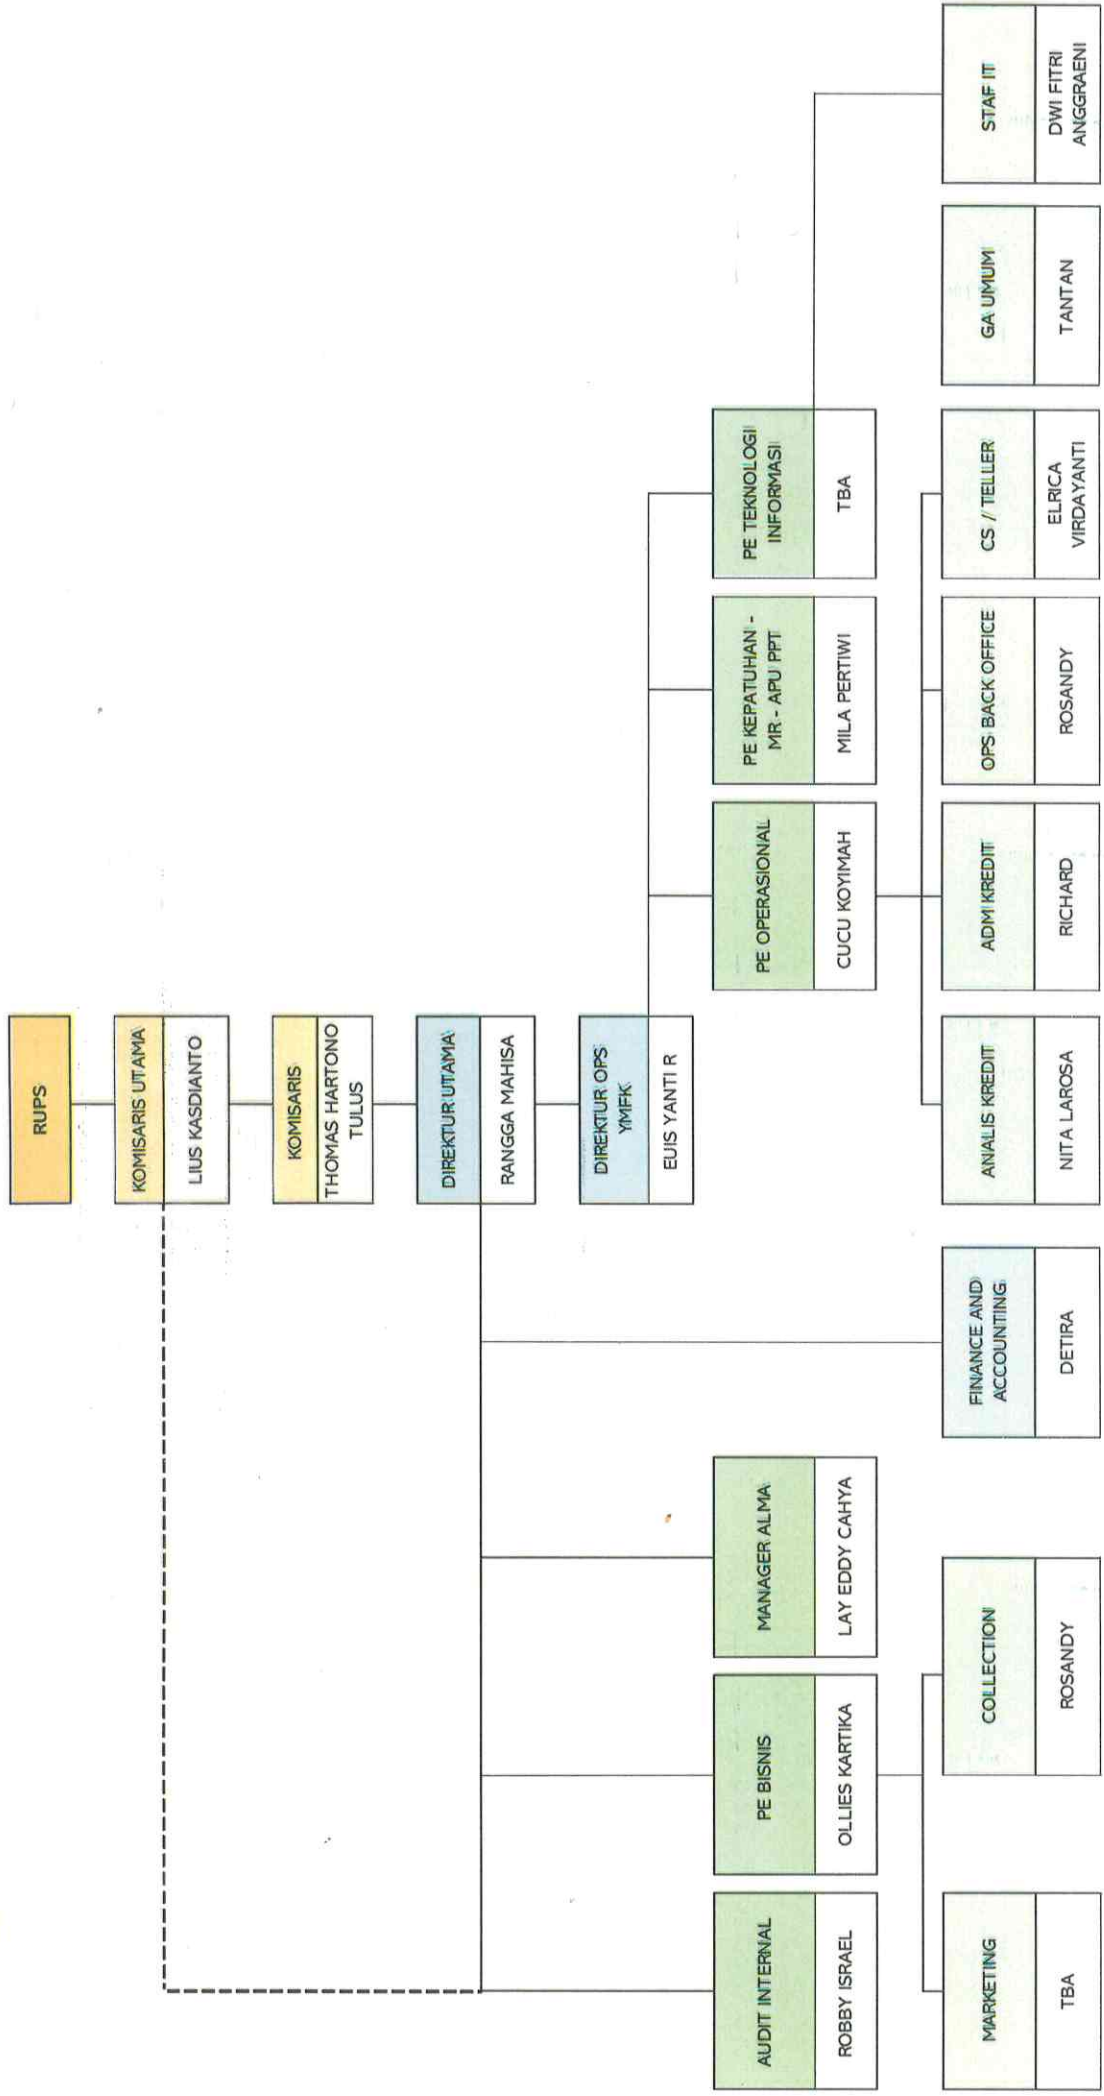 RUPS
KOMISARIS UTAMA
LIUS KASDIANTO
KOMISARIS
THOMAS HARTONO
TULUS
DIREKTUR UTAMA
RANGGA MAHISA
DIREKTUR OPS
YMFK
EUIS YANTI R
AUDIT INTERNAL
ROBBY ISRAEL
PE BISNIS
OLLIES KARTIKA
MANAGER ALMA
LAY EDDY CAHYA
PE OPERASIONAL
CUCU KOYIMAH
PE KEPATUHAN -
MR - APU PPT
MILA PERTIWI
PE TEKNOLOGI
INFORMASI
TBA
MARKETING
TBA
COLLECTION
ROSANDY
FINANCE AND
ACCOUNTING
DETIRA
ANALIS KREDIT
NITA LAROSA
ADM KREDIT
RICHARD
OPS BACK OFFICE
ROSANDY
CS // TELLER
ELRICA
VIRDAYANTI
GA UMUM
TANTAN
STAF IT
DWI FITRI
ANGGRAENI